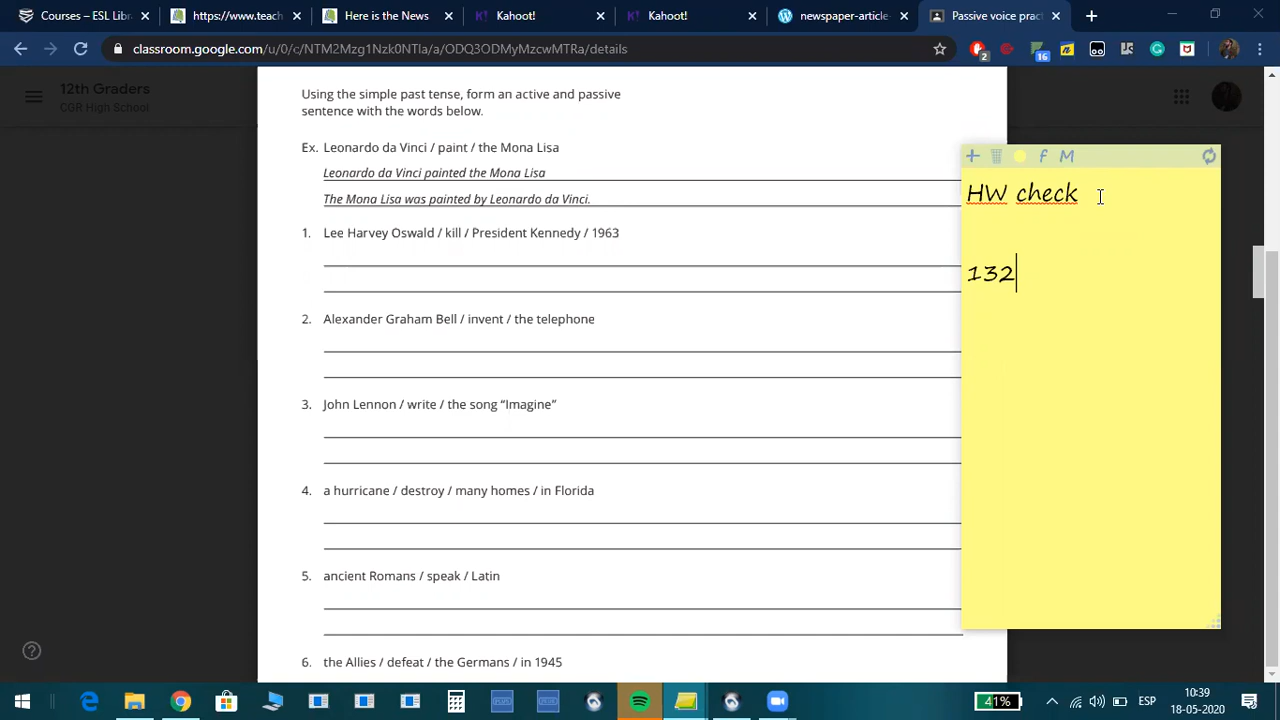 Courses - ESL Libr
https://www.teach
Kahoot!
Kahoot!
newspaper-article-
Passive voice pract
classroom.google.com/u/0/c/NTM2Mzg1Nzk0NTla/a/ODQ3ODMyMzcwMTRa/details
2
16
12th Graders
CGR High School
Using the simple past tense, form an active and passive
sentence with the words below.
Ex. Leonardo da Vinci / paint / the Mona Lisa
Leonardo da Vinci painted the Mona Lisa
The Mona Lisa was painted by Leonardo da Vinci.
1. Lee Harvey Oswald / kill / President Kennedy / 1963
2. Alexander Graham Bell / invent / the telephone
3. John Lennon / write / the song “Imagine”
4. a hurricane / destroy / many homes / in Florida
5. ancient Romans / speak / Latin
6. the Allies / defeat / the Germans / in 1945
HW check
132
41%
ESP
10:39
18-05-2020